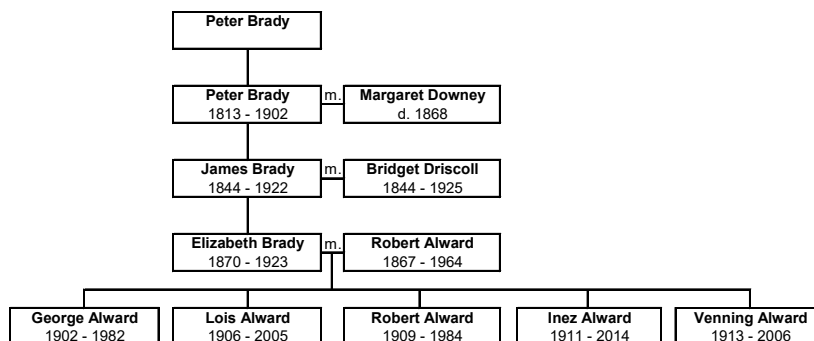 Peter Brady
Peter Brady m. Margaret Downey
1813 - 1902 d. 1868
James Brady m. Bridget Driscoll
1844 - 1922 1844 - 1925
Elizabeth Brady m. Robert Alward
1870 - 1923 1867 - 1964
George Alward Lois Alward Robert Alward Inez Alward Venning Alward
1902 - 1982 1906 - 2005 1909 - 1984 1911 - 2014 1913 - 2006